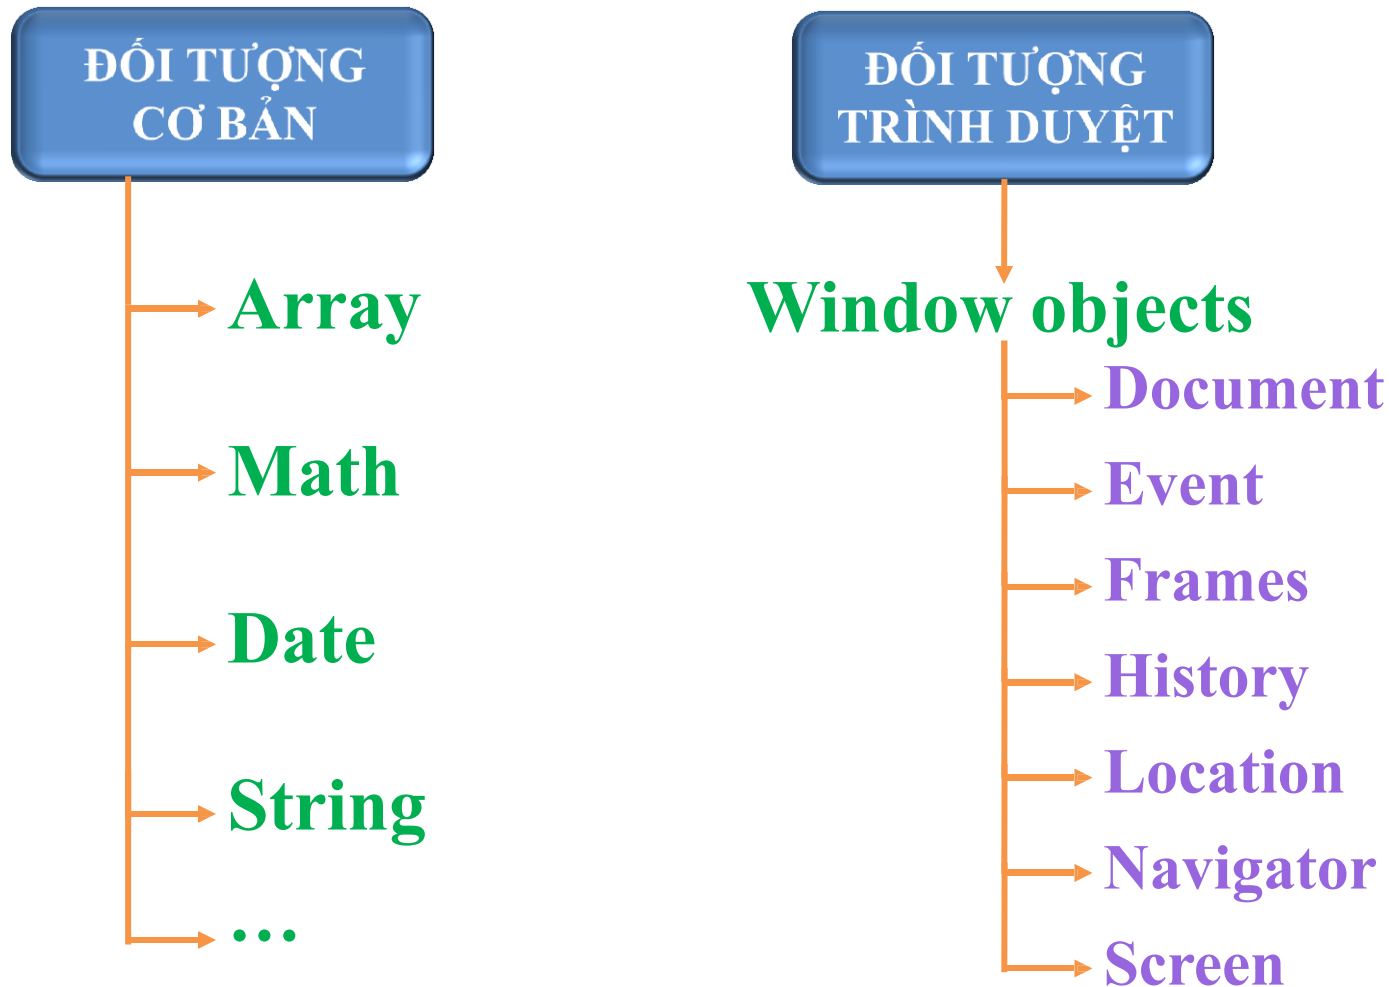 ĐỐI TƯỢNG
CƠ BẢN
Array
Math
Date
String
...
ĐỐI TƯỢNG
TRÌNH DUYỆT
Window objects
Document
Event
Frames
History
Location
Navigator
Screen